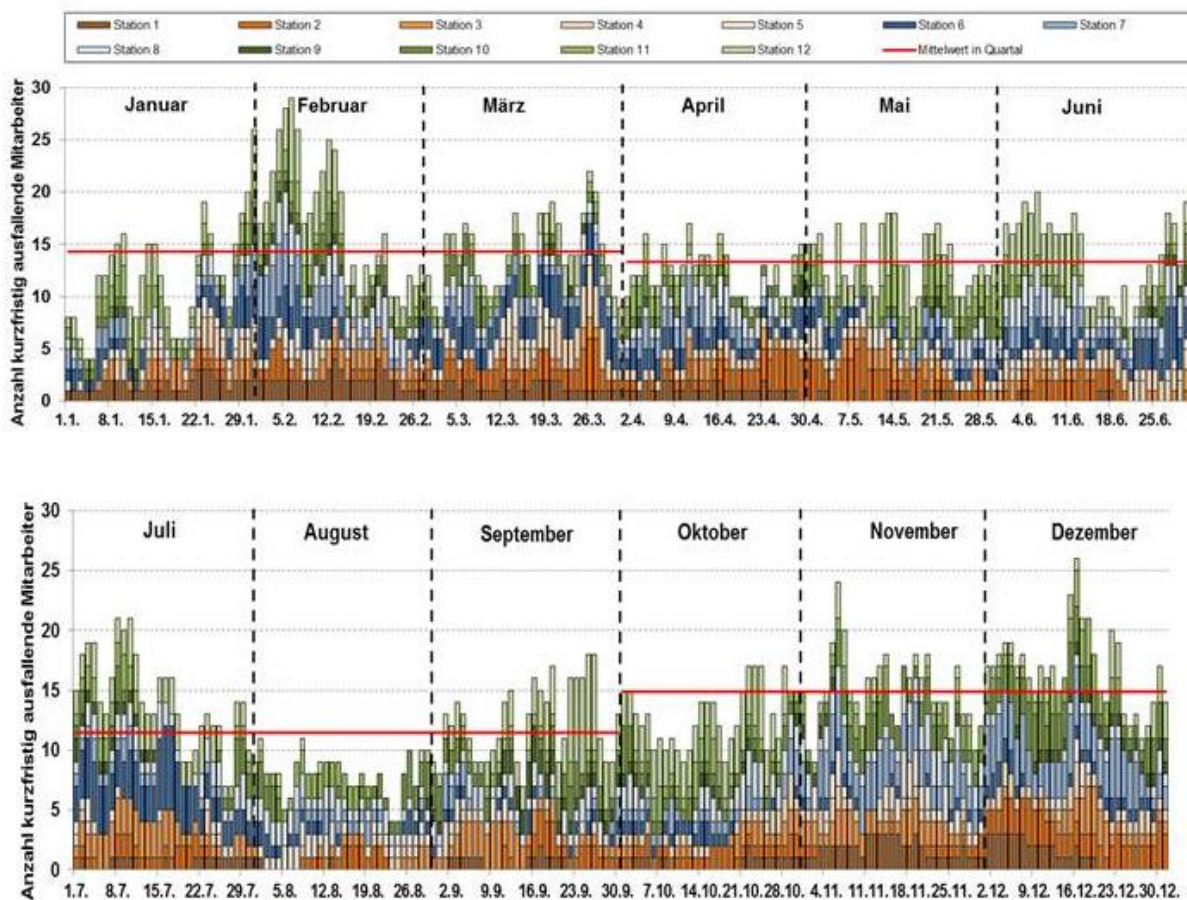 Station 1 Station 2 Station 3 Station 4 Station 5 Station 6 Station 7
Station 8 Station 9 Station 10 Station 11 Station 12 Mittelwert in Quartal
Anzahl kurzfristig ausfallende Mitarbeiter
30
25
20
15
10
5
0
Januar Februar März April Mai Juni
1.1. 8.1. 15.1. 22.1. 29.1. 5.2. 12.2. 19.2. 26.2. 5.3. 12.3. 19.3. 26.3. 2.4. 9.4. 16.4. 23.4. 30.4. 7.5. 14.5. 21.5. 28.5. 4.6. 11.6. 18.6. 25.6.
Anzahl kurzfristig ausfallende Mitarbeiter
30
25
20
15
10
5
0
Juli August September Oktober November Dezember
1.7. 8.7. 15.7. 22.7. 29.7. 5.8. 12.8. 19.8. 26.8. 2.9. 9.9. 16.9. 23.9. 30.9. 7.10. 14.10. 21.10. 28.10. 4.11. 11.11. 18.11. 25.11. 2.12. 9.12. 16.12. 23.12. 30.12.